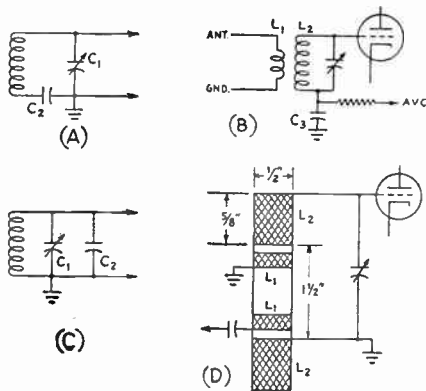 C₁
C₂
(A)
ANT.
L₁
L₂
GND.
AVC
C₃
(B)
C₁
C₂
(C)
1/2"
5/8"
L₂
L₁
L₁
1 1/2"
L₂
(D)